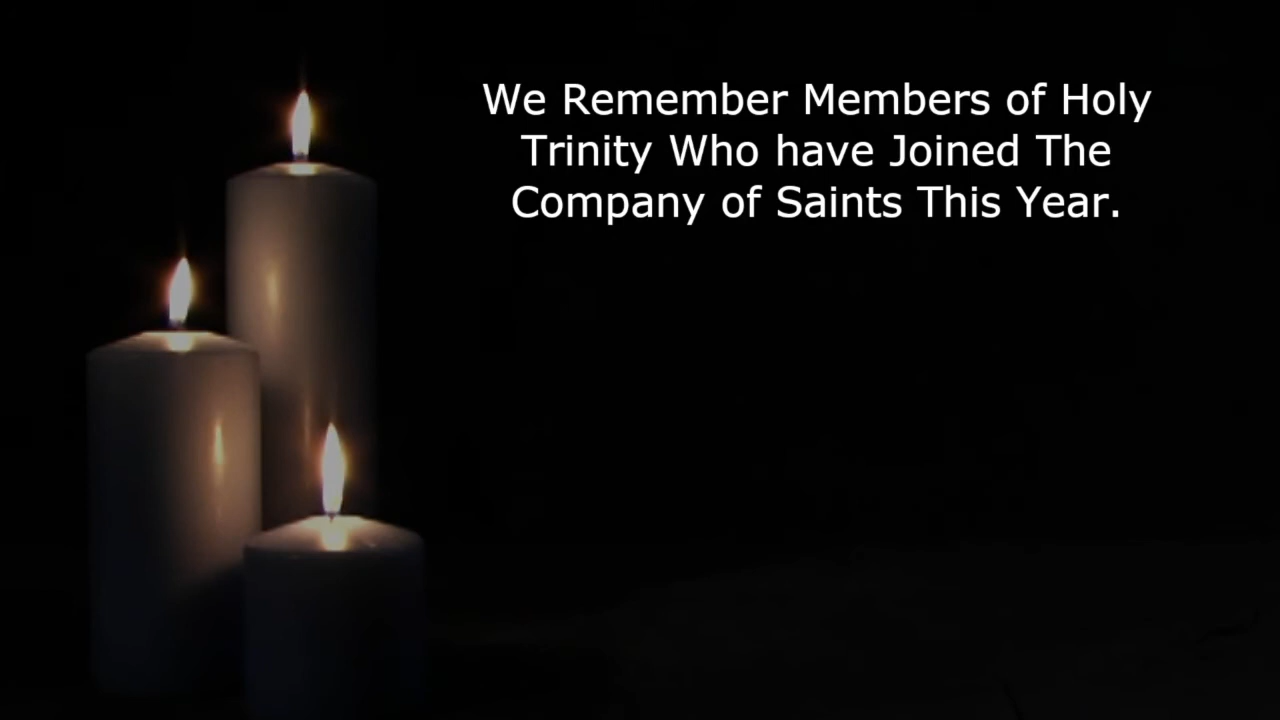 We Remember Members of Holy
Trinity Who have Joined The
Company of Saints This Year.